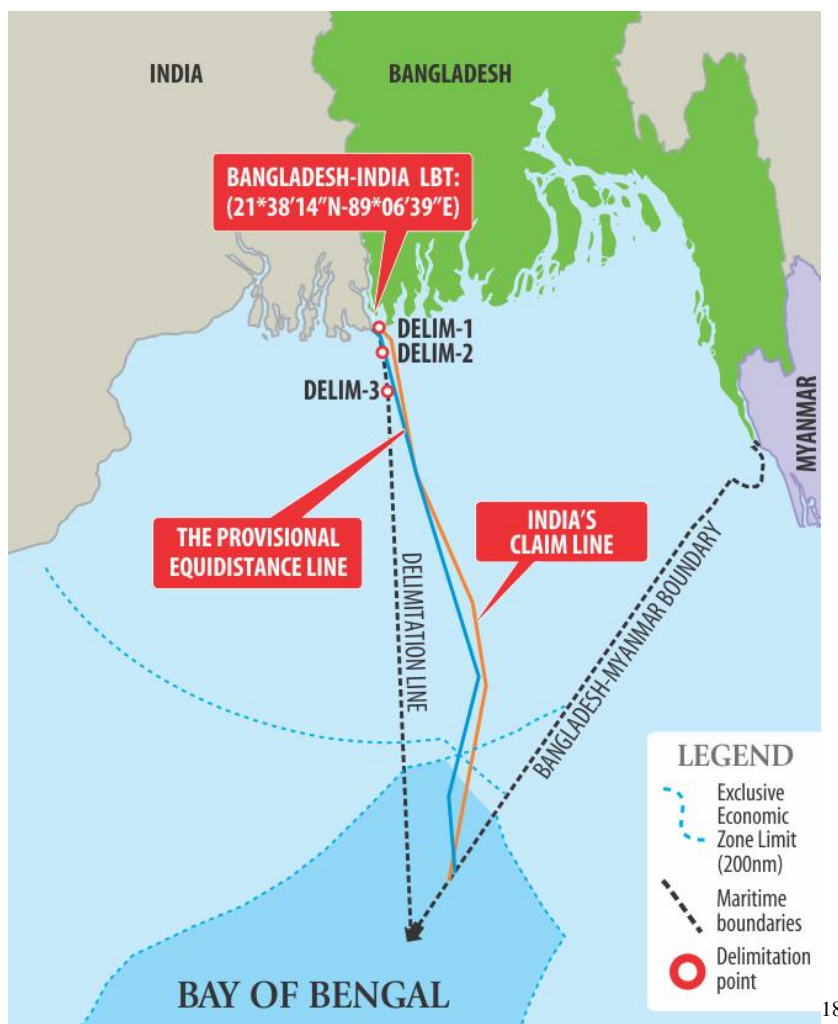 INDIA
BANGLADESH
BANGLADESH-INDIA LBT:
(21*38'14"N-89*06'39"E)
DELIM-1
DELIM-2
DELIM-3
MYANMAR
THE PROVISIONAL
EQUIDISTANCE LINE
INDIA'S
CLAIM LINE
DELIMITATION LINE
BANGLADESH-MYANMAR BOUNDARY
LEGEND
Exclusive
Economic
Zone Limit
(200nm)
Maritime
boundaries
Delimitation
point
BAY OF BENGAL
18